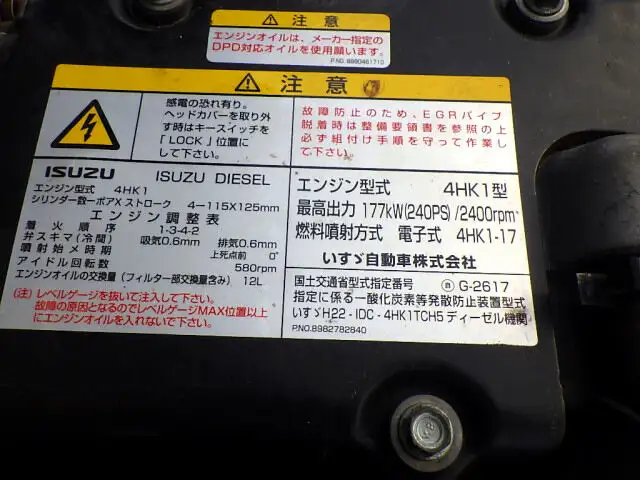 注意
エンジンオイルは、メーカー指定の
DPD対応オイルを使用願います。
P.NO. 8980461710
注意
感電の恐れ有り。
ヘッドカバーを取り外
す時はキースイッチを
「LOCK」位置に
して下さい。
故障防止のため、EGRパイプ
脱着時は整備要領書を参照の上
必ず組付け手順を守って作業し
て下さい。
ISUZU ISUZU DIESEL
エンジン型式 4HK1
シリンダー数ーボアXストローク 4ー115X125mm
エンジン調整表
着火順序 1-3-4-2
弁スキマ(冷間) 吸気0.6mm 排気0.6mm
噴射始メ時期 上死点前 0°
アイドル回転数 580rpm
エンジンオイルの交換量(フィルター部交換量含み) 12L
(注)レベルゲージを抜いて注入して下さい。
故障の原因となるのでレベルゲージMAX位置以上
にエンジンオイルを入れないで下さい。
エンジン型式 4HK1型
最高出力 177kW(240PS)/2400rpm
燃料噴射方式 電子式 4HK1-17
いすゞ自動車株式会社
国土交通省型式指定番号 ⓝ G-2617
指定に係る一酸化炭素等発散防止装置型式
いすゞH22-IDC-4HK1TCH5 ディーゼル機関
P.NO.8982782840